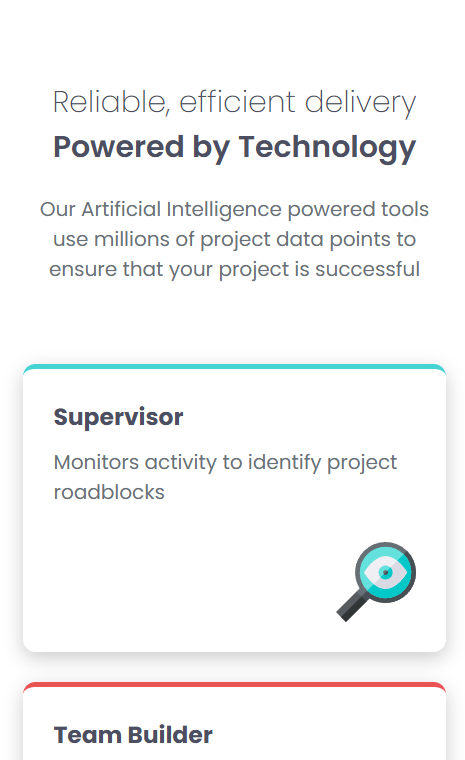 Reliable, efficient delivery
Powered by Technology
Our Artificial Intelligence powered tools
use millions of project data points to
ensure that your project is successful
Supervisor
Monitors activity to identify project
roadblocks
Team Builder